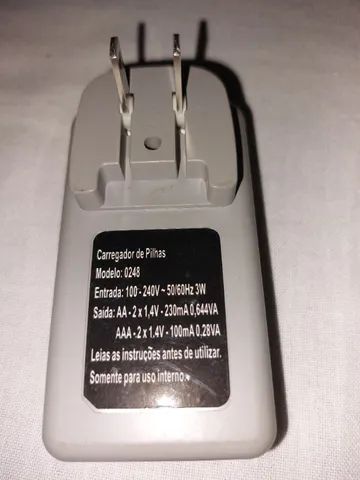 Carregador de Pilhas
Modelo: 0248
Entrada: 100 - 240V ~ 50/60Hz 3W
Saída: AA - 2 x 1,4V - 230mA 0,644VA
AAA - 2 x 1.4V - 100mA 0,28VA
Leias as instruções antes de utilizar.
Somente para uso interno.